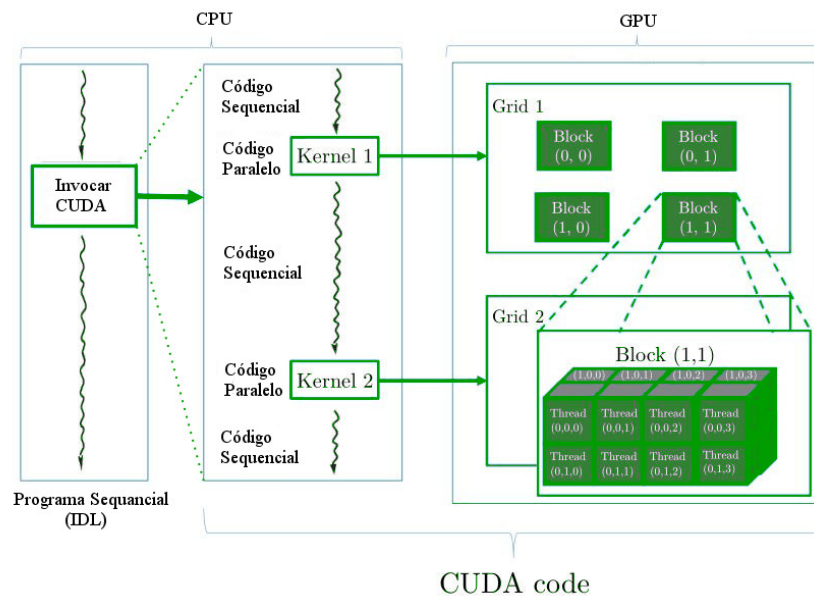 CPU
GPU
Código
Sequencial
Grid 1
Block
(0, 0)
Block
(0, 1)
Código
Paralelo
Kernel 1
Invocar
CUDA
Block
(1, 0)
Block
(1, 1)
Código
Sequencial
Grid 2
Block (1,1)
Código
Paralelo
Kernel 2
(1,0,0)
(1,0,1)
(1,0,2)
(1,0,3)
Thread
(0,0,0)
Thread
(0,0,1)
Thread
(0,0,2)
Thread
(0,0,3)
Thread
(0,1,0)
Thread
(0,1,1)
Thread
(0,1,2)
Thread
(0,1,3)
Código
Sequencial
Programa Sequancial
(IDL)
CUDA code